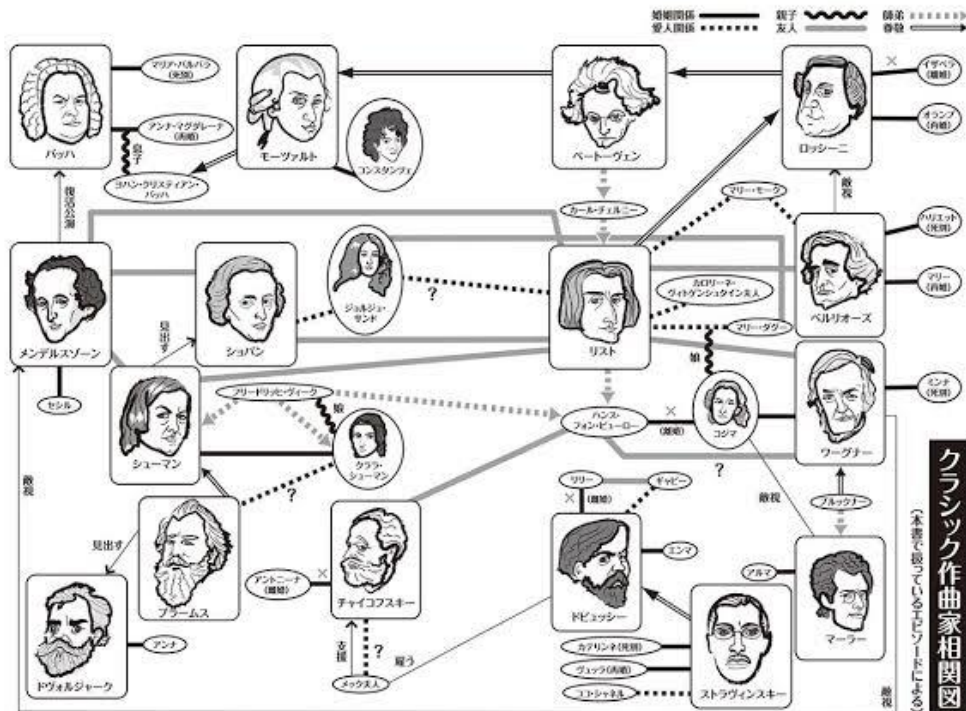 婚姻関係
親子
師弟
愛人関係
友人
尊敬
マリア・バルバラ
(死別)
バッハ
アンナ・マグダレーナ
(再婚)
息子
ヨハン・クリスティアン・
バッハ
モーツァルト
コンスタンツェ
ベートーヴェン
ロッシーニ
イザベラ
(離婚)
オランプ
(再婚)
復活公演
カール・チェルニー
マリー・モーク
敵視
ハリエット
(死別)
メンデルスゾーン
ショパン
ジョルジュ・
サンド
?
リスト
カロリーネ・
ヴィトゲンシュタイン夫人
マリー・ダグー
ベルリオーズ
マリー
(再婚)
見出す
娘
セシル
シューマン
フリードリッヒ・ヴィーク
娘
クララ・
シューマン
ハンス・
フォン・ビューロー
(離婚)
コジマ
ワーグナー
ミンナ
(死別)
?
?
敵視
敵視
リリー
ギャビー
(離婚)
ブルックナー
見出す
ブラームス
アントニーナ
(離婚)
チャイコフスキー
エンマ
ドビュッシー
アルマ
マーラー
ドヴォルジャーク
アンナ
支援
?
雇う
メック夫人
カテリンネ(死別)
ヴェッラ(再婚)
ココ・シャネル
ストラヴィンスキー
敵視
クラシック作曲家相関図
(本書で扱っているエピソードによる)